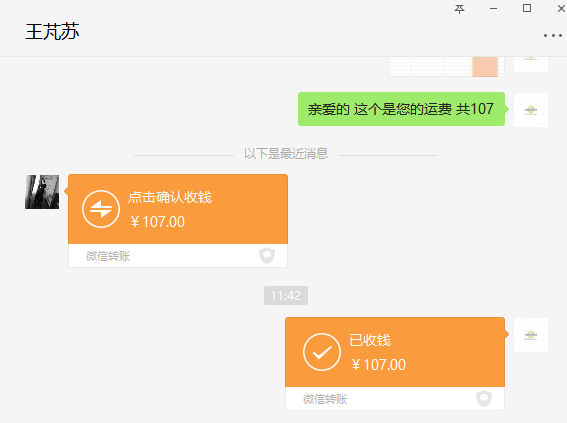 王芃苏
亲爱的 这个是您的运费 共107
以下是最近消息
点击确认收钱
￥107.00
微信转账
11:42
已收钱
￥107.00
微信转账